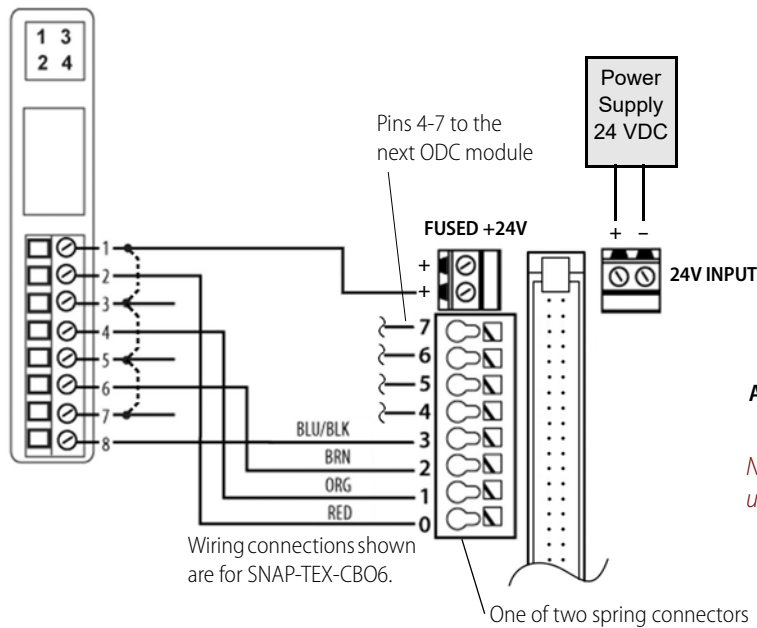 1 3
2 4
Power
Supply
24 VDC
Pins 4-7 to the
next ODC module
FUSED +24V
+ −
24V INPUT
+
+
1
2
3
4
5
6
7
8
7
6
5
4
3
2
1
0
BLU/BLK
BRN
ORG
RED
Wiring connections shown
are for SNAP-TEX-CBO6.
One of two spring connectors
A
N
u